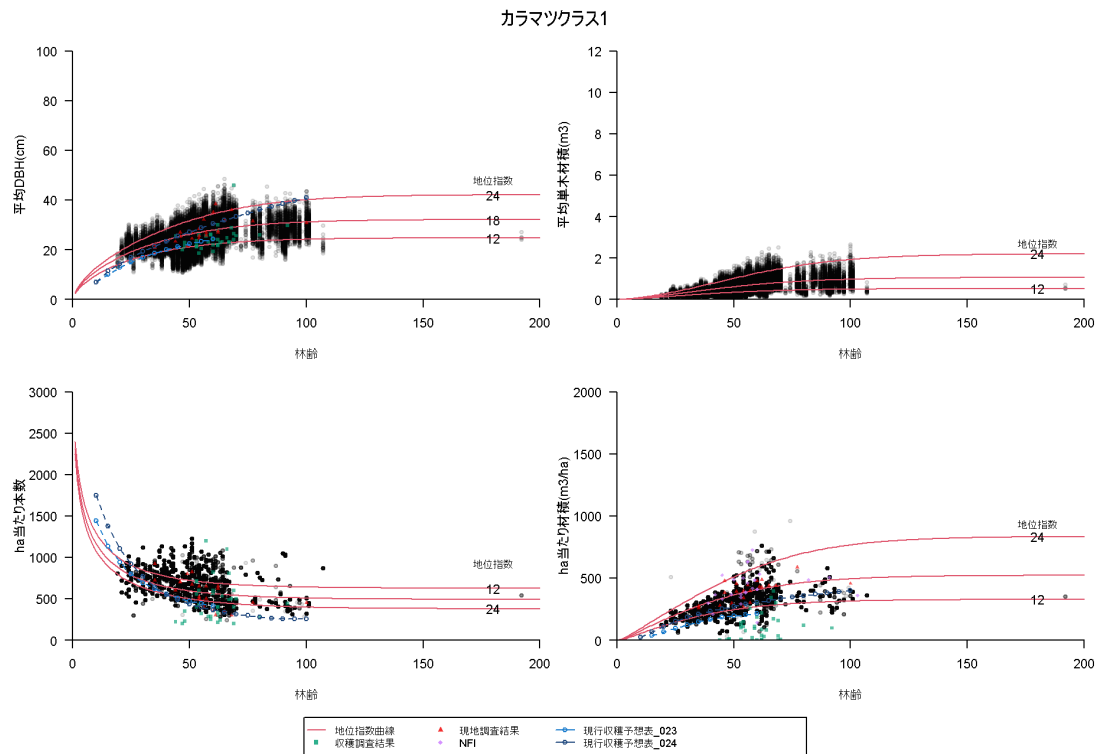 カラマツクラス1
平均DBH(cm)
100
80
60
40
20
0
地位指数
24
18
12
0 50 100 150 200
林齢
平均単木材積(m3)
12
10
8
6
4
2
0
地位指数
24
12
0 50 100 150 200
林齢
ha当たり本数
3000
2500
2000
1500
1000
500
0
地位指数
12
24
0 50 100 150 200
林齢
ha当たり材積(m3/ha)
2000
1500
1000
500
0
地位指数
24
12
0 50 100 150 200
林齢
地位指数曲線 現地調査結果 現行収穫予想表_023
収穫調査結果 NFI 現行収穫予想表_024